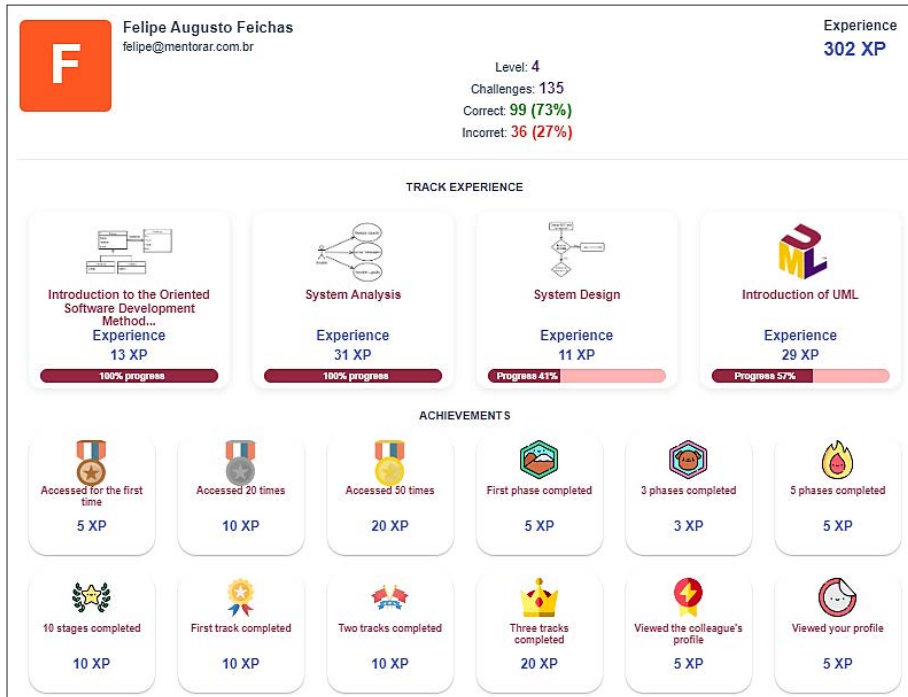 F
Felipe Augusto Feichas
felipe@mentorar.com.br
Experience
302 XP
Level: 4
Challenges: 135
Correct: 99 (73%)
Incorret: 36 (27%)
TRACK EXPERIENCE
Introduction to the Oriented
Software Development
Method...
Experience
13 XP
100% progress
System Analysis
Experience
31 XP
100% progress
System Design
Experience
11 XP
Progress 41%
UML
Introduction of UML
Experience
29 XP
Progress 57%
ACHIEVEMENTS
Accessed for the first
time
5 XP
Accessed 20 times
10 XP
Accessed 50 times
20 XP
First phase completed
5 XP
3 phases completed
3 XP
5 phases completed
5 XP
10 stages completed
10 XP
First track completed
10 XP
Two tracks completed
10 XP
Three tracks
completed
20 XP
Viewed the colleague's
profile
5 XP
Viewed your profile
5 XP